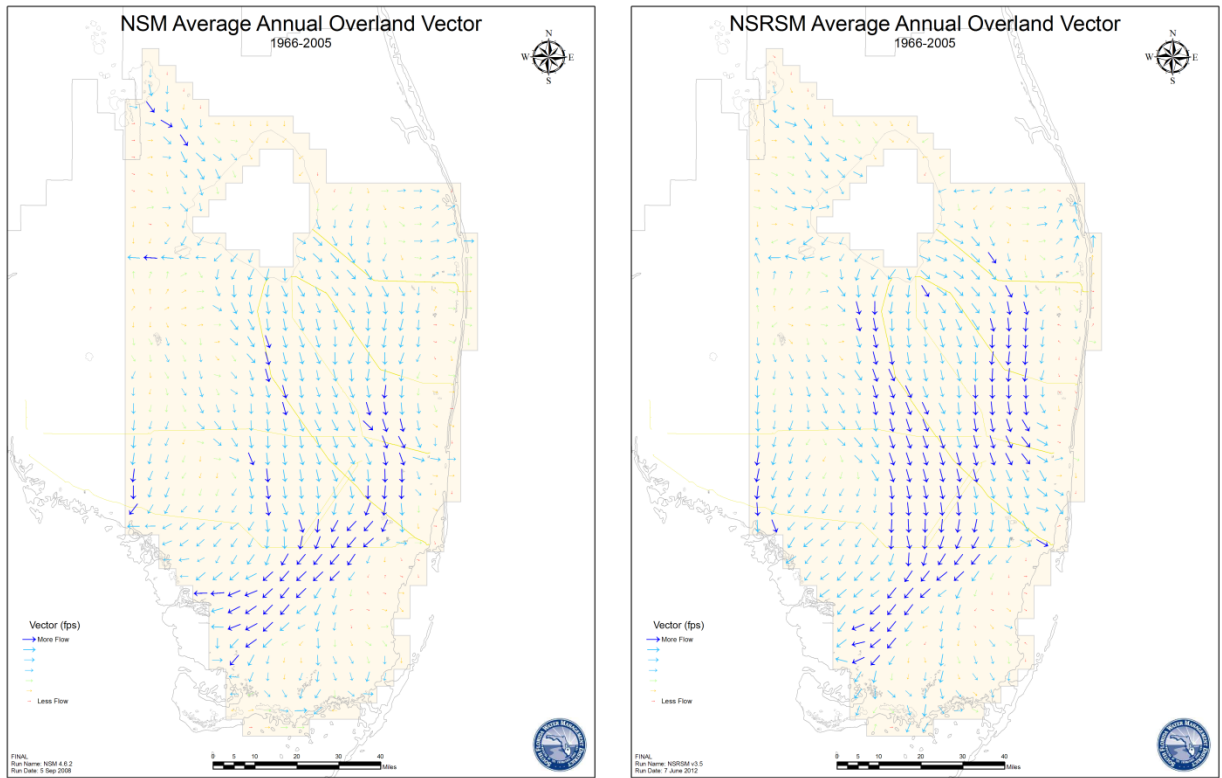 NSM Average Annual Overland Vector
1966-2005
N
W E
S
Vector (fps)
More Flow
Less Flow
FINAL
Run Name: NSM 4.6.2
Run Date: 5 Sep 2008
0 5 10 20 30 40
Miles
NSRSM Average Annual Overland Vector
1966-2005
N
W E
S
Vector (fps)
More Flow
Less Flow
FINAL
Run Name: NSRSM v3.5
Run Date: 7 June 2012
0 5 10 20 30 40
Miles